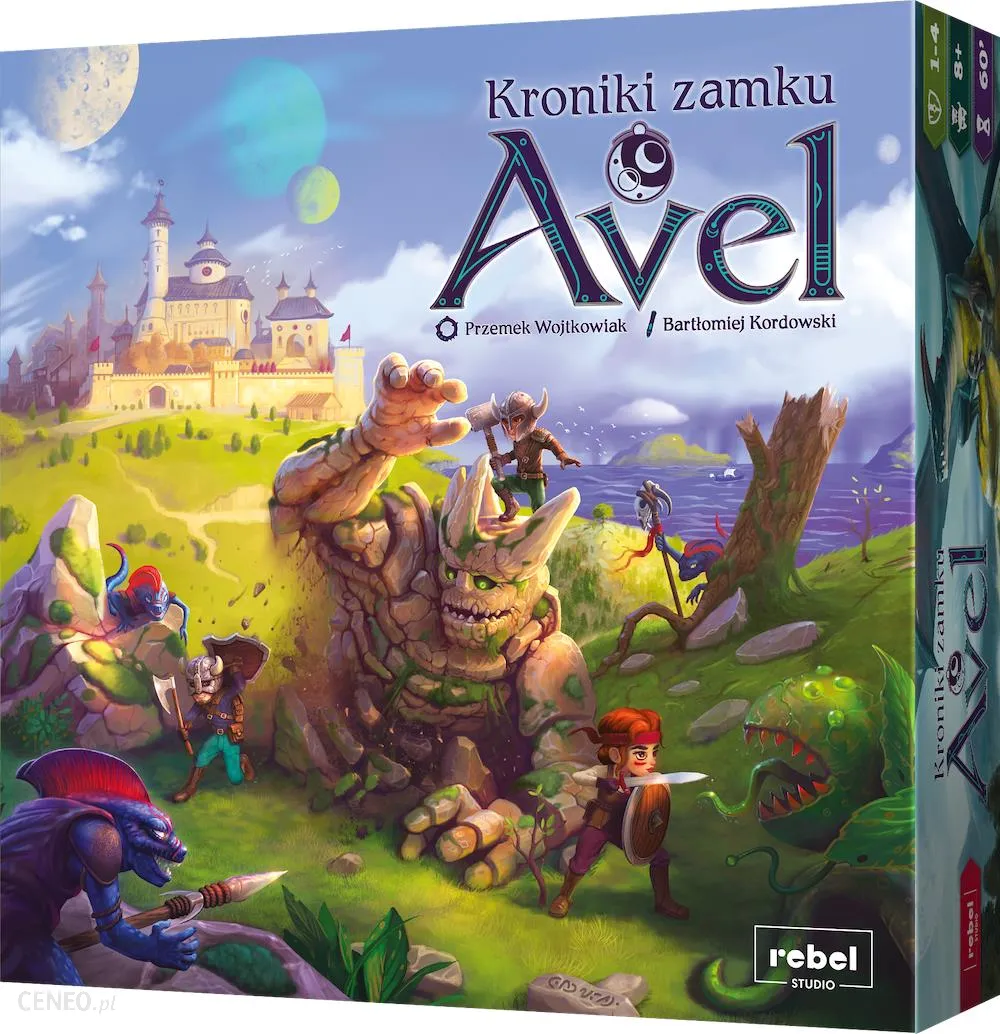 Kroniki zamku
Avel
Przemek Wojtkowiak
Bartłomiej Kordowski
1-4
8+
60'
Kroniki zamku
Avel
rebel
STUDIO
rebel
STUDIO
CENEO.pl